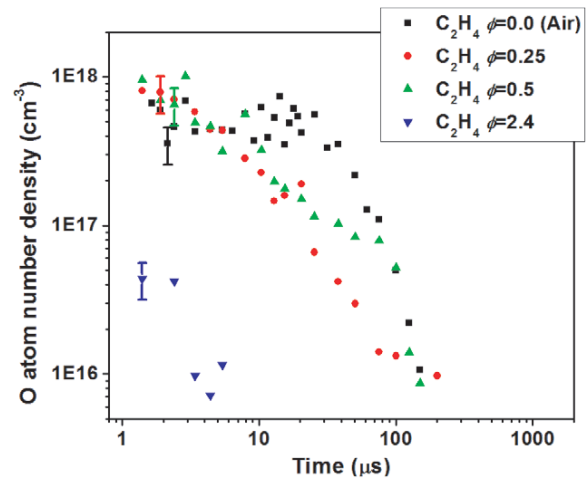 C₂H₄ ϕ=0.0 (Air)
C₂H₄ ϕ=0.25
C₂H₄ ϕ=0.5
C₂H₄ ϕ=2.4
O atom number density (cm⁻³)
1E18
1E17
1E16
1 10 100 1000
Time (μs)